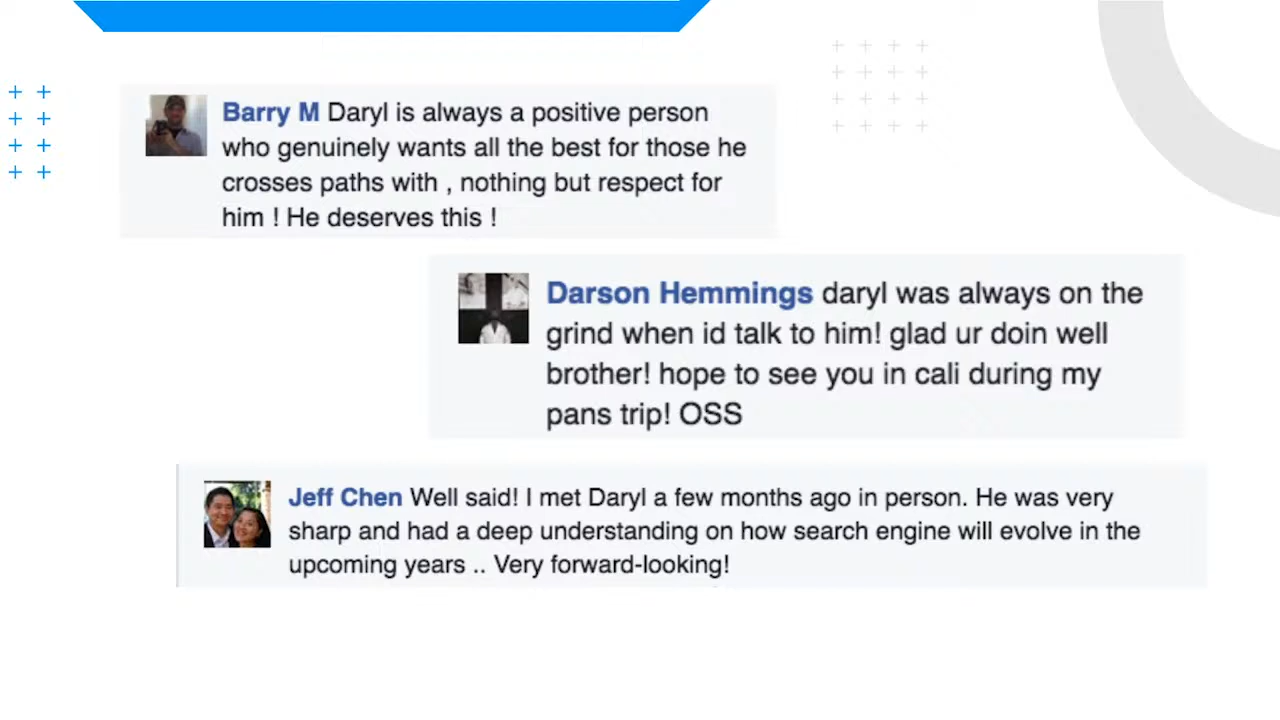 Barry M Daryl is always a positive person
who genuinely wants all the best for those he
crosses paths with , nothing but respect for
him ! He deserves this !
Darson Hemmings daryl was always on the
grind when id talk to him! glad ur doin well
brother! hope to see you in cali during my
pans trip! OSS
Jeff Chen Well said! I met Daryl a few months ago in person. He was very
sharp and had a deep understanding on how search engine will evolve in the
upcoming years .. Very forward-looking!